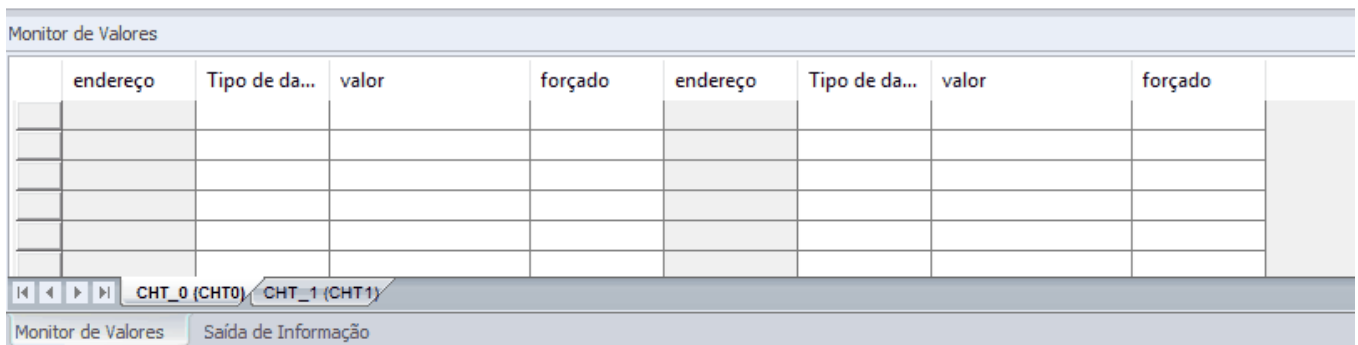 Monitor de Valores
endereço Tipo de da... valor forçado endereço Tipo de da... valor forçado
CHT_0 (CHT0) CHT_1 (CHT1)
Monitor de Valores Saída de Informação